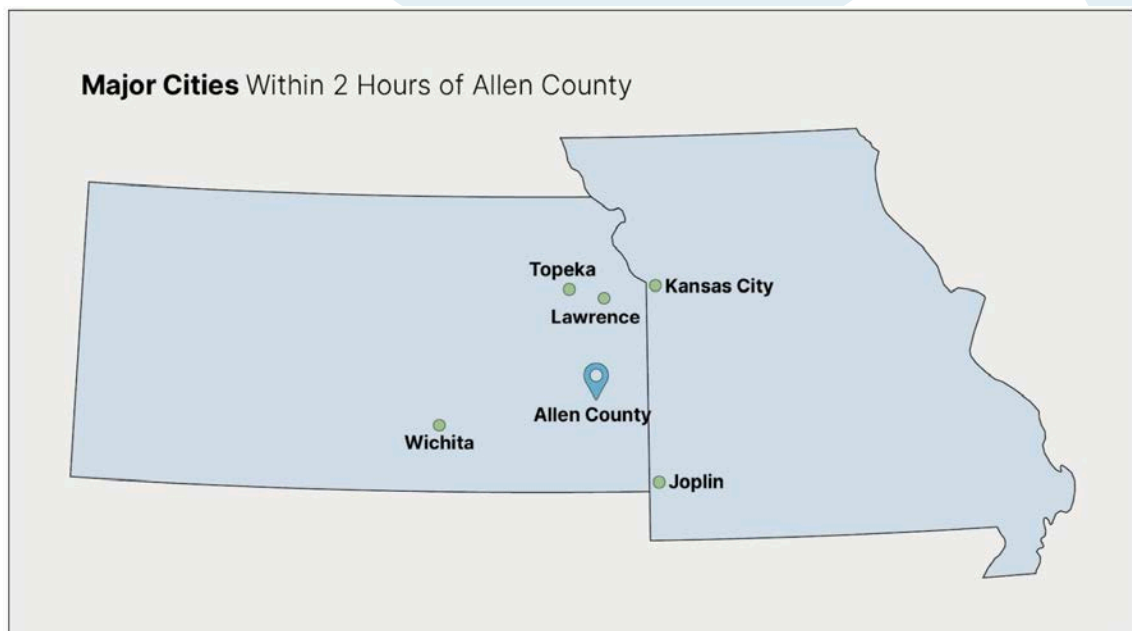 Major Cities Within 2 Hours of Allen County
Topeka
Kansas City
Lawrence
Allen County
Wichita
Joplin